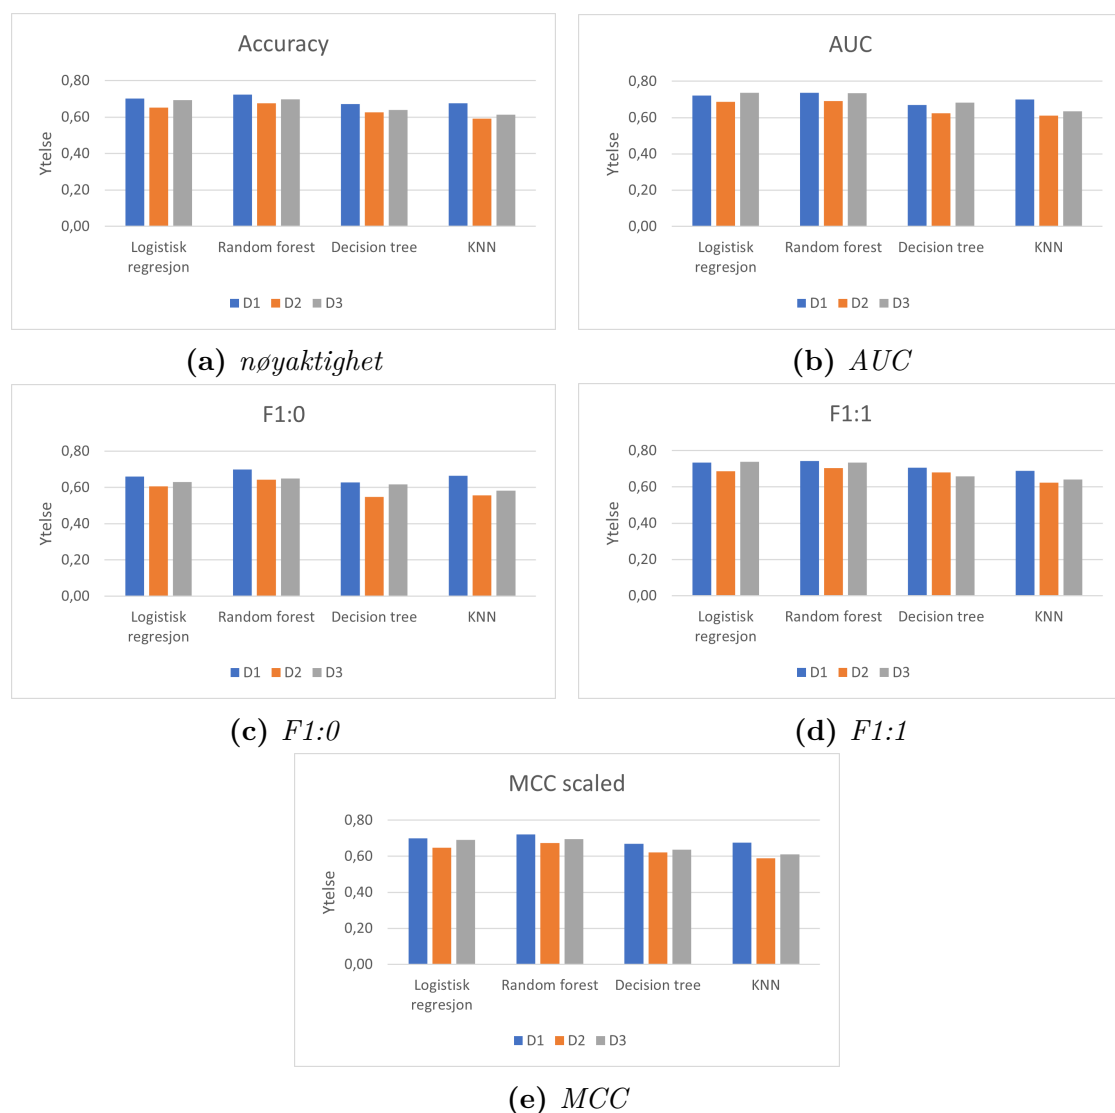 Accuracy
0,80
0,60
0,40
0,20
0,00
Ytelse
Logistisk
regresjon
Random forest
Decision tree
KNN
D1 D2 D3
(a) nøyaktighet
AUC
0,80
0,60
0,40
0,20
0,00
Ytelse
Logistisk
regresjon
Random forest
Decision tree
KNN
D1 D2 D3
(b) AUC
F1:0
0,80
0,60
0,40
0,20
0,00
Ytelse
Logistisk
regresjon
Random forest
Decision tree
KNN
D1 D2 D3
(c) F1:0
F1:1
0,80
0,60
0,40
0,20
0,00
Ytelse
Logistisk
regresjon
Random forest
Decision tree
KNN
D1 D2 D3
(d) F1:1
MCC scaled
0,80
0,60
0,40
0,20
0,00
Ytelse
Logistisk
regresjon
Random forest
Decision tree
KNN
D1 D2 D3
(e) MCC